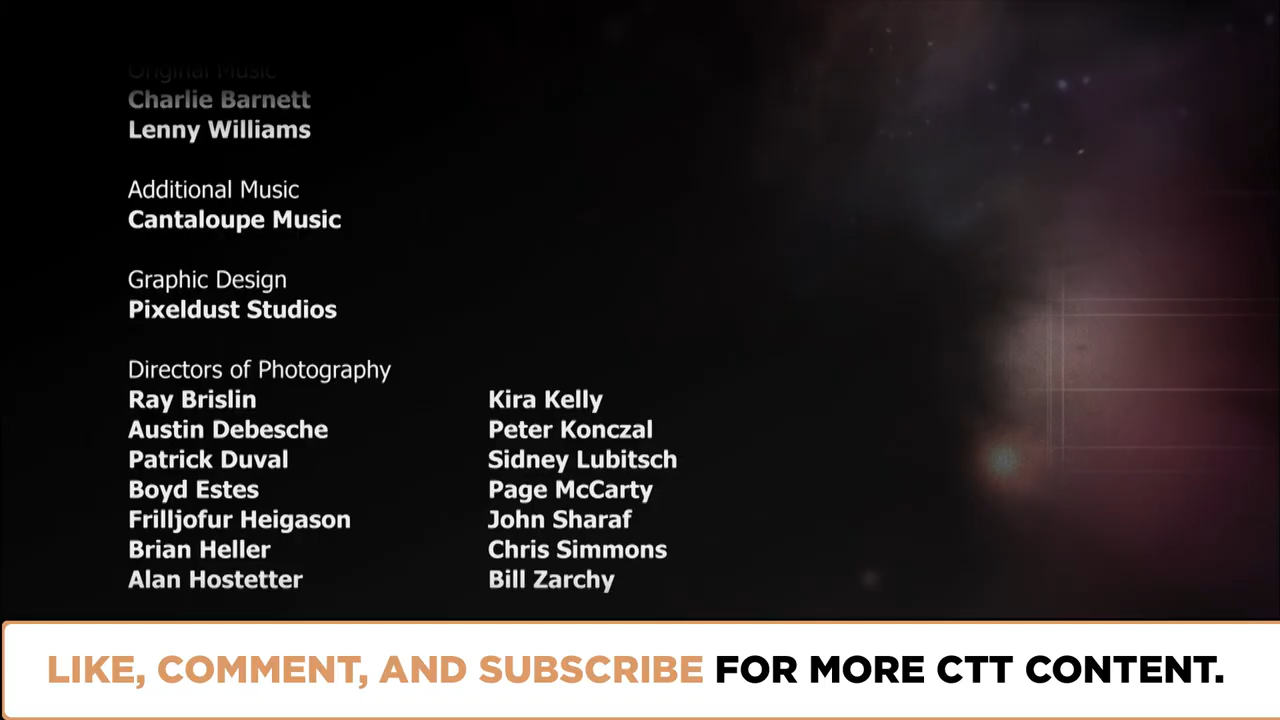 Original Music
Charlie Barnett
Lenny Williams
Additional Music
Cantaloupe Music
Graphic Design
Pixeldust Studios
Directors of Photography
Ray Brislin
Austin Debesche
Patrick Duval
Boyd Estes
Frilljofur Heigason
Brian Heller
Alan Hostetter
Kira Kelly
Peter Konczal
Sidney Lubitsch
Page McCarty
John Sharaf
Chris Simmons
Bill Zarchy
LIKE, COMMENT, AND SUBSCRIBE FOR MORE CTT CONTENT.